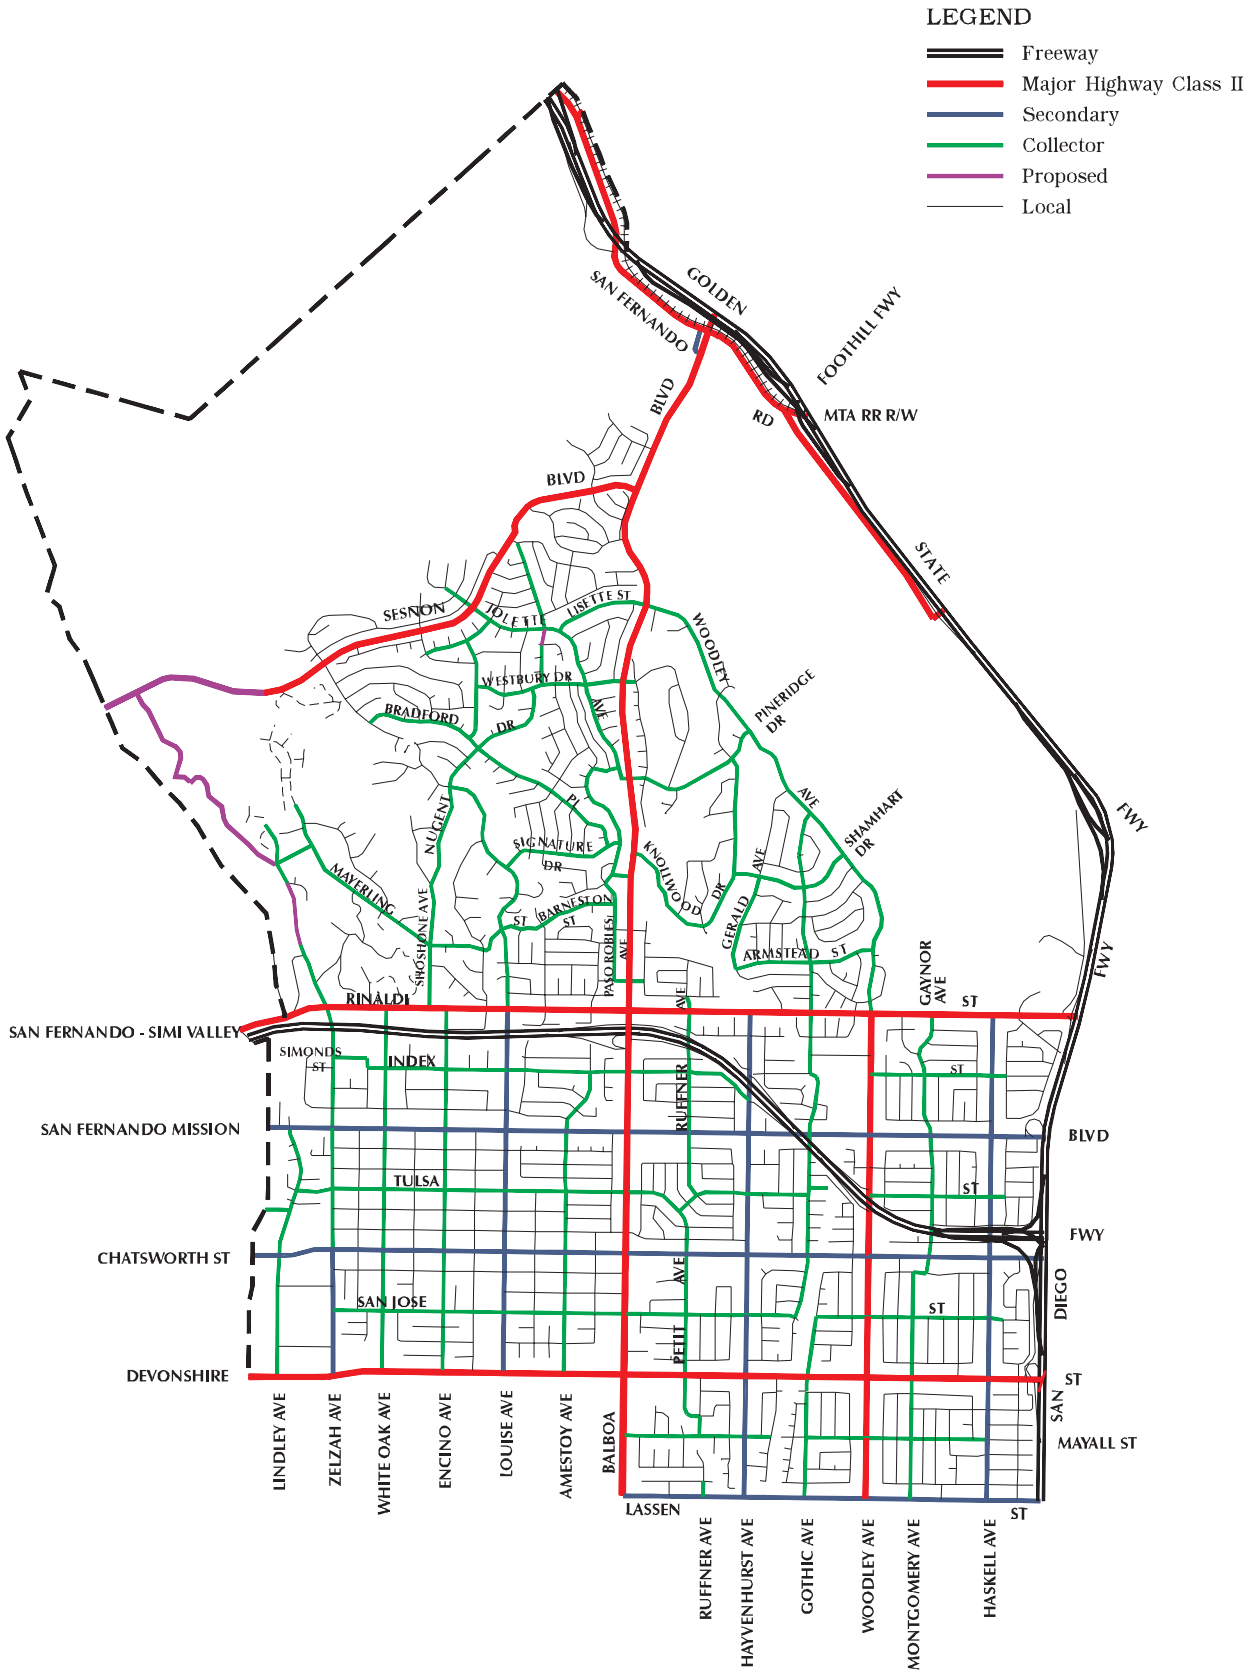 LEGEND
Freeway
Major Highway Class II
Secondary
Collector
Proposed
Local
GOLDEN
SAN FERNANDO
FOOTHILL FWY
BLVD
RD
MTA RR R/W
BLVD
STATE
SESNON
JOLETTE
LISETTE ST
WOODLEY
WESTBURY DR
PINERIDGE
DR
BRADFORD
DR
AVE
PL
AVE
FWY
NUGENT
SIGNATURE
DR
KNOLLWOOD
DR
SHAMHART
DR
AVE
GERALD
MAYERLING
ST
BARNESTON
ST
SHOSHONE AVE
PASO ROBLES
AVE
ARMSTEAD ST
GAYNOR
AVE
FWY
RINALDI
AVE
ST
SAN FERNANDO - SIMI VALLEY
SIMONDS
ST
INDEX
RUFFNER
ST
SAN FERNANDO MISSION
BLVD
TULSA
ST
CHATSWORTH ST
AVE
FWY
SAN JOSE
ST
DIEGO
PETIT
DEVONSHIRE
ST
SAN
LINDLEY AVE
ZELZAH AVE
WHITE OAK AVE
ENCINO AVE
LOUISE AVE
AMESTOY AVE
BALBOA
MAYALL ST
LASSEN
ST
RUFFNER AVE
HAYVENHURST AVE
GOTHIC AVE
WOODLEY AVE
MONTGOMERY AVE
HASKELL AVE